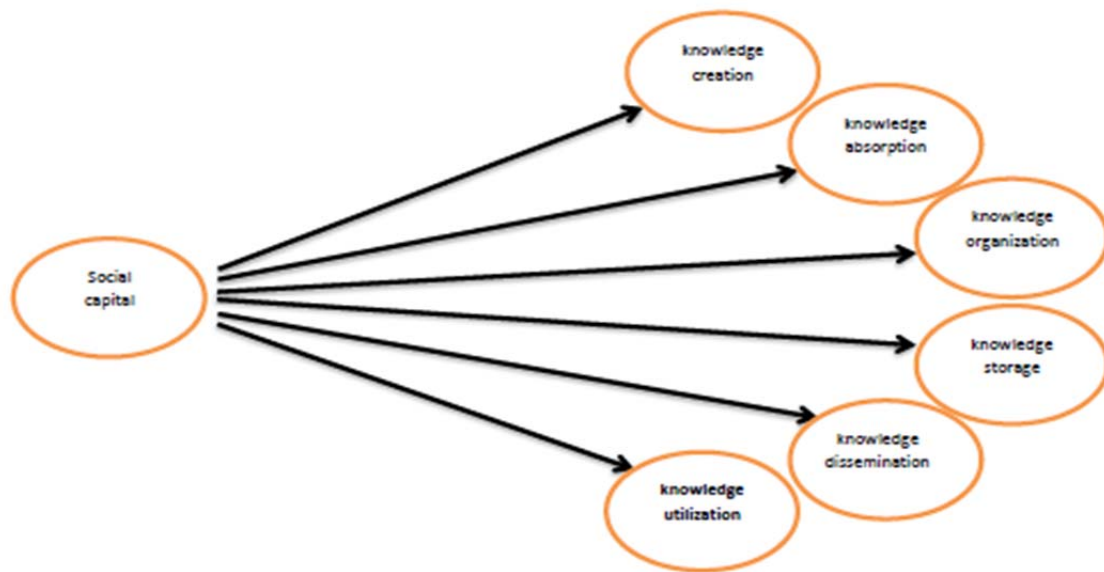 knowledge
creation
knowledge
absorption
knowledge
organization
Social
capital
knowledge
storage
knowledge
dissemination
knowledge
utilization